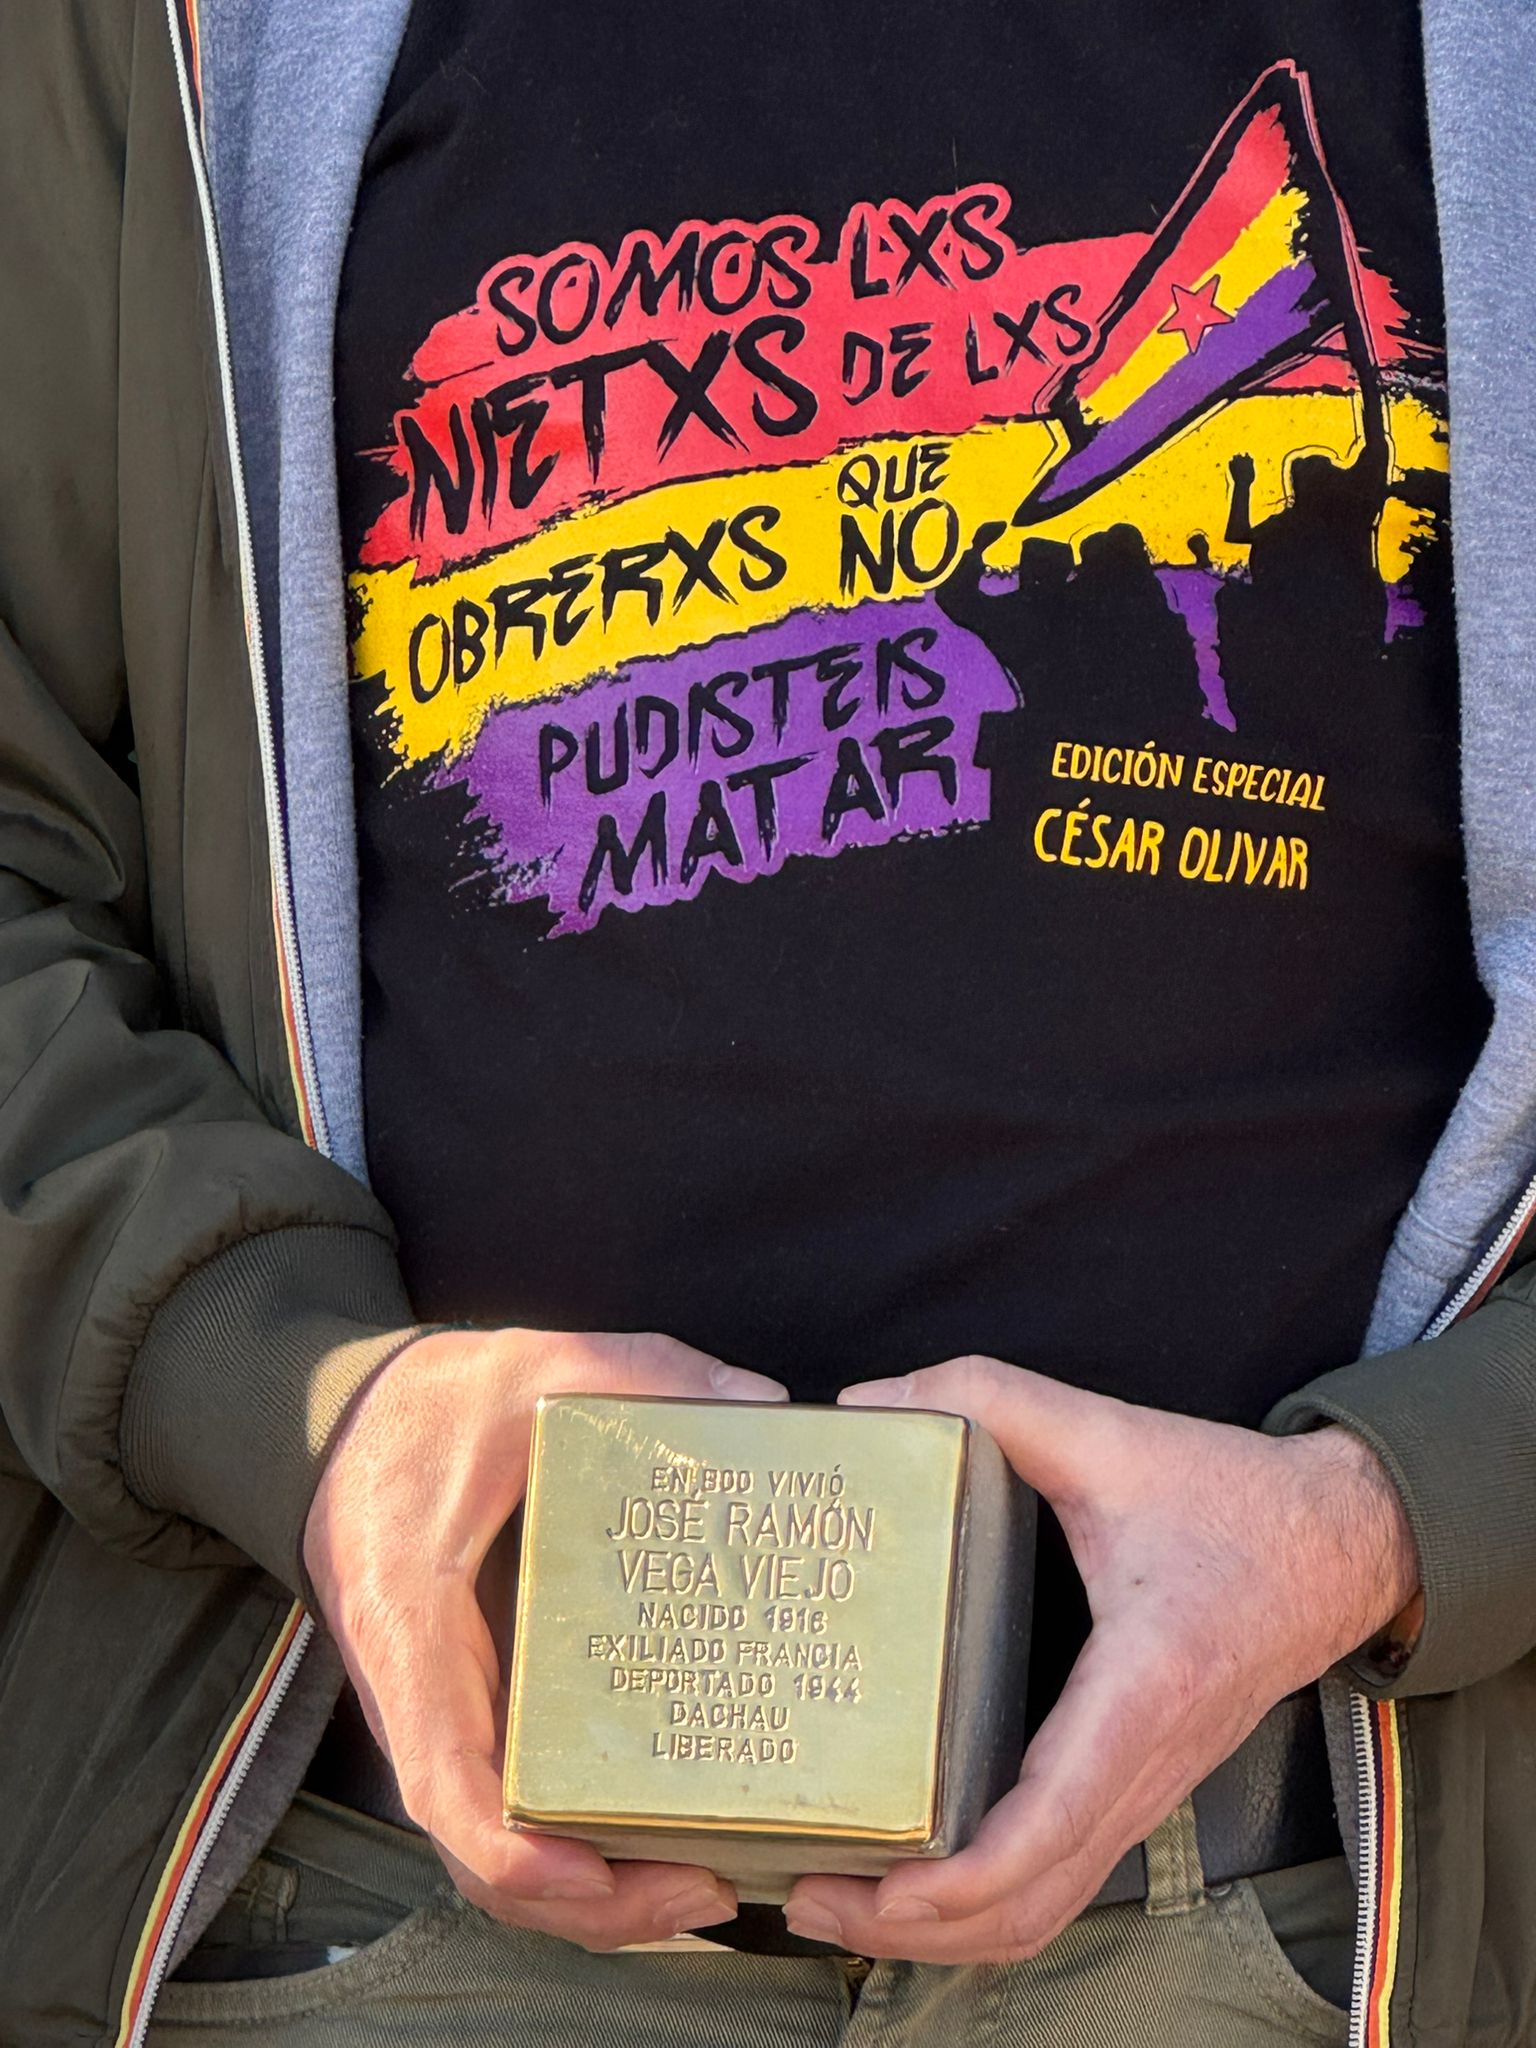 SOMOS LXS
NIETXS DE LXS
OBRERXS QUE NO
PUDISTEIS
MATAR
EDICIÓN ESPECIAL
CÉSAR OLIVAR
EN BOO VIVIÓ
JOSÉ RAMÓN
VEGA VIEJO
NACIDO 1916
EXILIADO FRANCIA
DEPORTADO 1944
DACHAU
LIBERADO